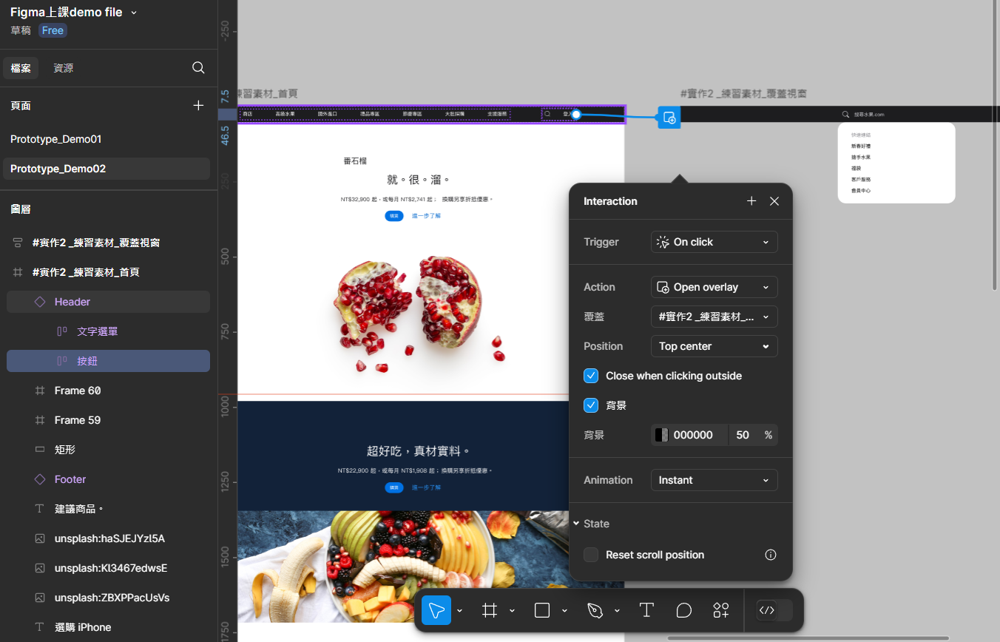 Figma上課demo file
草稿 Free
檔案 資源
頁面
Prototype_Demo01
Prototype_Demo02
圖層
#實作2 _練習素材_覆蓋視窗
#實作2 _練習素材_首頁
Header
文字選單
按鈕
Frame 60
Frame 59
矩形
Footer
建議商品。
unsplash:haSJEJYzl5A
unsplash:Kl3467edwsE
unsplash:ZBXPPacUsVs
選購 iPhone
-250
7.5
46.5
250
500
750
1000
1250
1500
1750
練習素材_首頁
商店 高級水果 國外進口 禮品專區 節慶專區 大批採購 支援服務
番石榴
就。很。溜。
NT$32,900 起，或每月 NT$2,741 起； 換購另享折抵優惠。
購買 進一步了解
超好吃，真材實料。
NT$22,900 起，或每月 NT$1,908 起；換購另享折抵優惠。
購買 進一步了解
#實作2 _練習素材_覆蓋視窗
搜尋水果.com
快速連結
新春好禮
搶手水果
福袋
客戶服務
會員中心
Interaction
Trigger On click
Action Open overlay
覆蓋 #實作2 _練習素材_...
Position Top center
Close when clicking outside
背景
背景 000000 50 %
Animation Instant
State
Reset scroll position